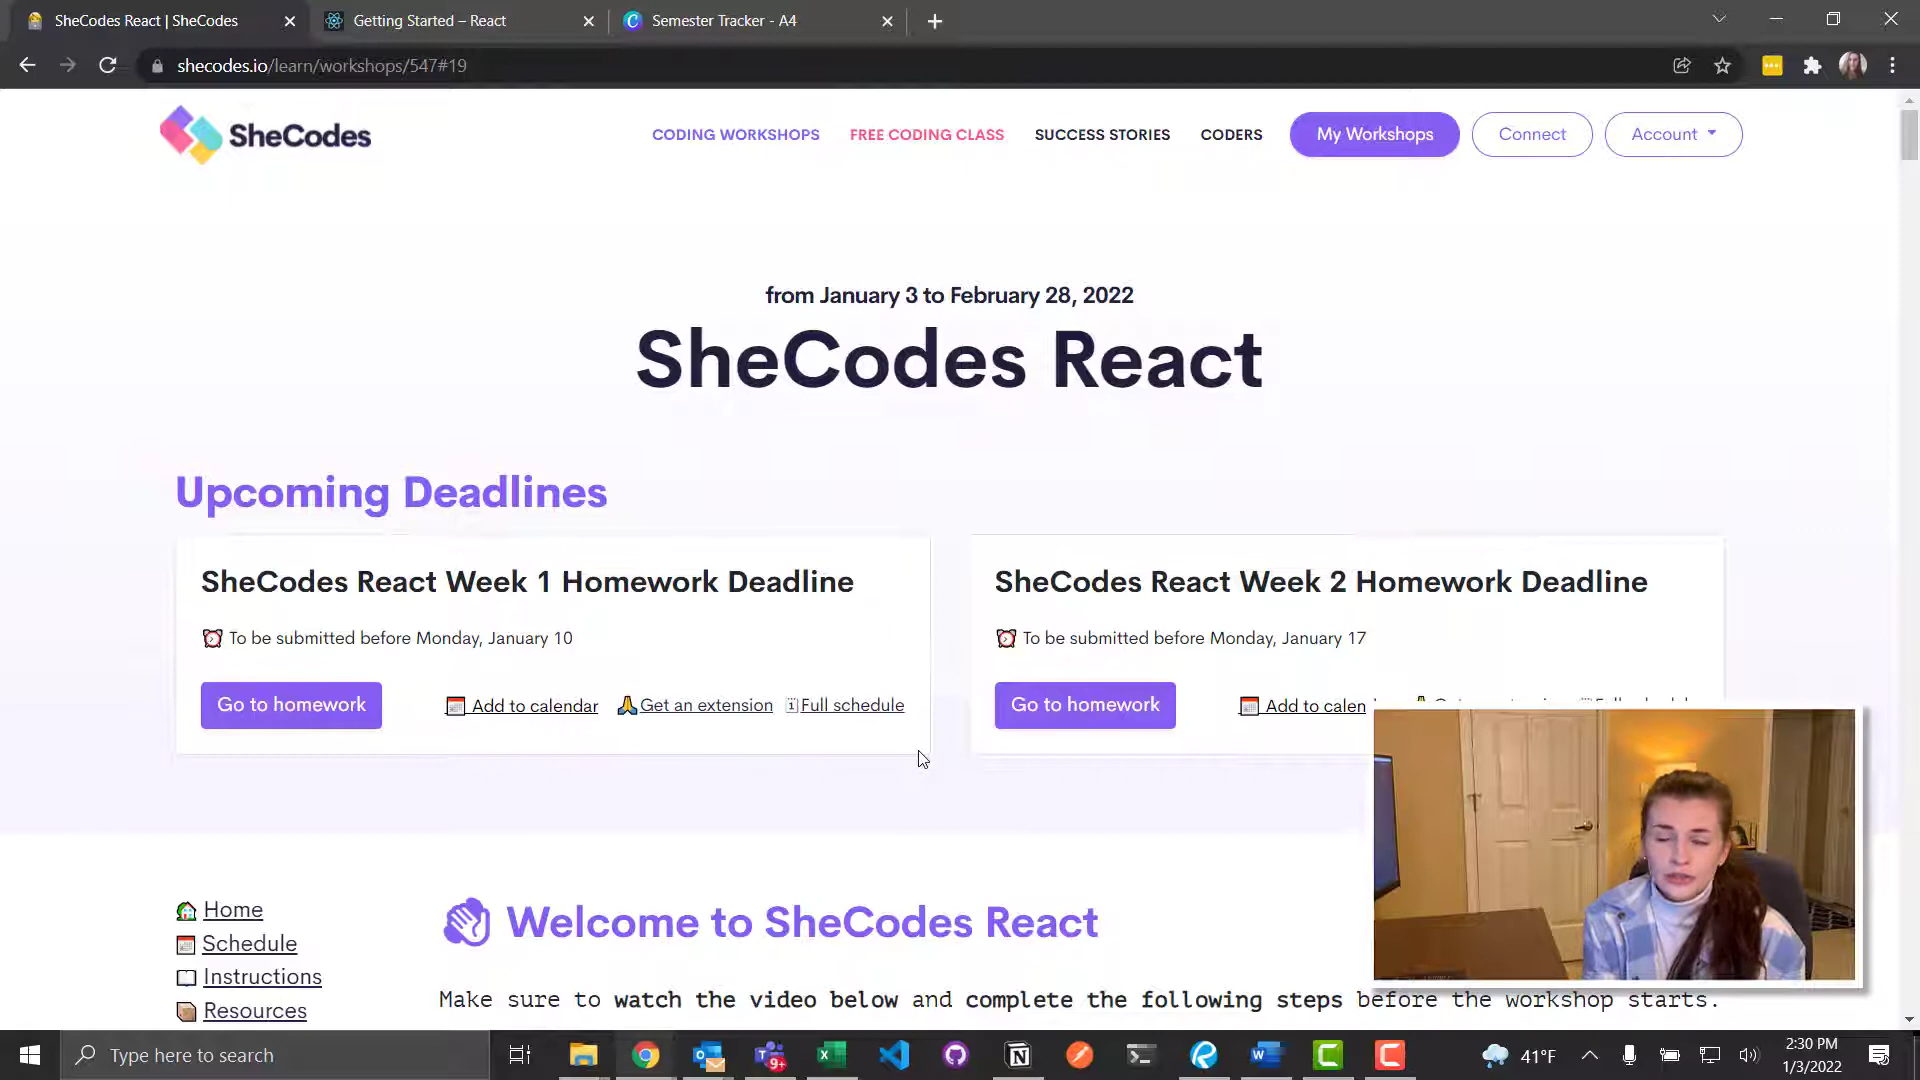 SheCodes React | SheCodes
Getting Started – React
Semester Tracker - A4
shecodes.io/learn/workshops/547#19
SheCodes
CODING WORKSHOPS
FREE CODING CLASS
SUCCESS STORIES
CODERS
My Workshops
Connect
Account
from January 3 to February 28, 2022
SheCodes React
Upcoming Deadlines
SheCodes React Week 1 Homework Deadline
To be submitted before Monday, January 10
Go to homework
Add to calendar
Get an extension
Full schedule
SheCodes React Week 2 Homework Deadline
To be submitted before Monday, January 17
Go to homework
Add to calen
Home
Schedule
Instructions
Resources
Welcome to SheCodes React
Make sure to watch the video below and complete the following steps before the workshop starts.
Type here to search
9+
41°F
2:30 PM
1/3/2022